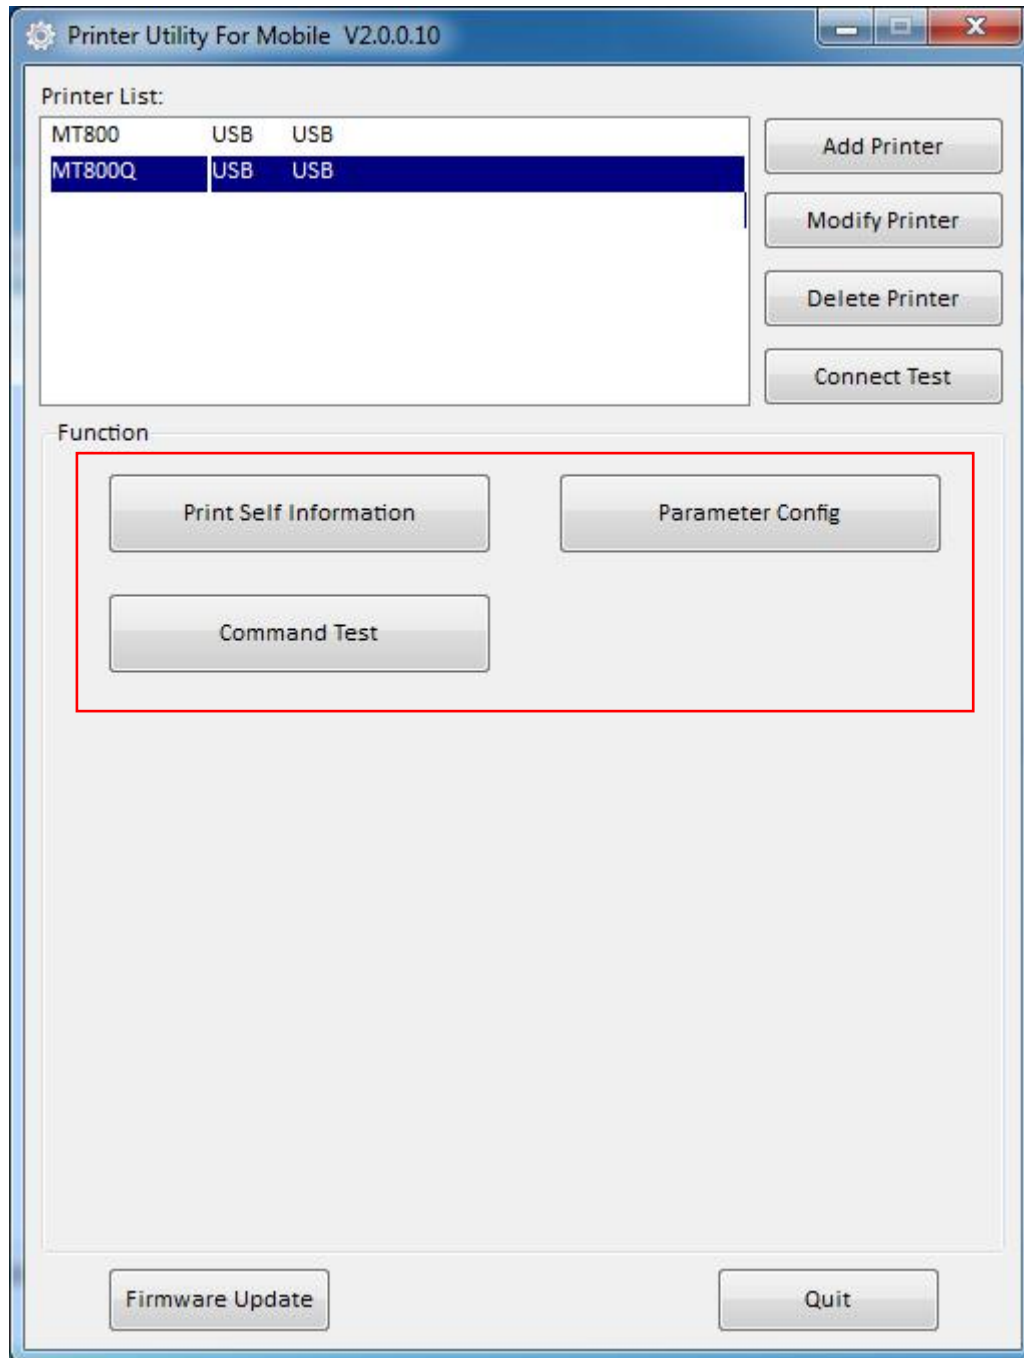 Printer Utility For Mobile V2.0.0.10
Printer List:
MT800 USB USB
MT800Q USB USB
Add Printer
Modify Printer
Delete Printer
Connect Test
Function
Print Self Information
Parameter Config
Command Test
Firmware Update
Quit